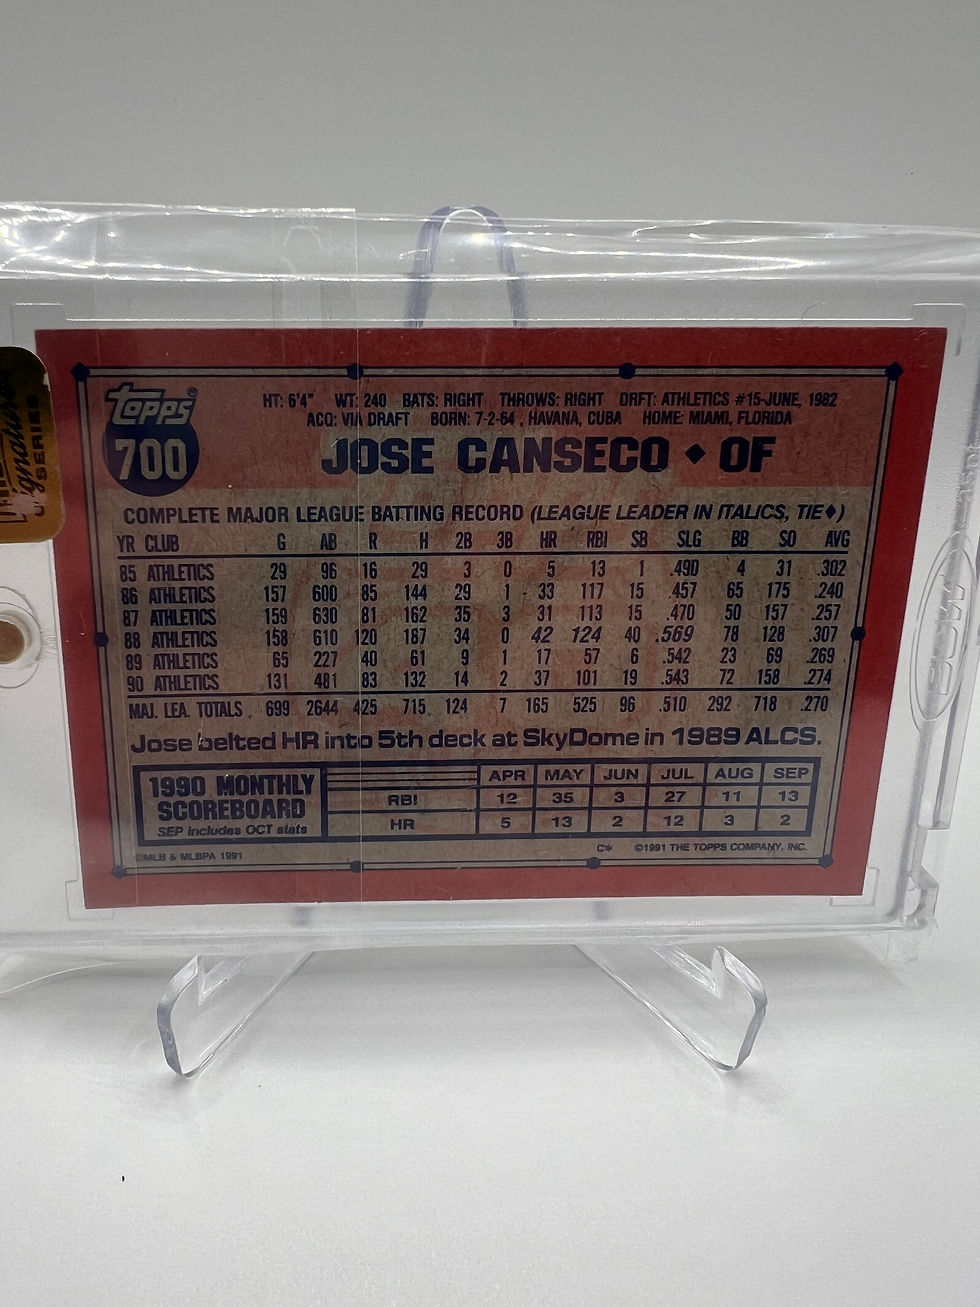 topps®
700
HT: 6'4" WT: 240 BATS: RIGHT THROWS: RIGHT DRFT: ATHLETICS #15-JUNE, 1982
ACQ: VIA DRAFT BORN: 7-2-64 , HAVANA, CUBA HOME: MIAMI, FLORIDA
JOSE CANSECO ◆ OF
COMPLETE MAJOR LEAGUE BATTING RECORD (LEAGUE LEADER IN ITALICS, TIE◆)
YR CLUB G AB R H 2B 3B HR RBI SB SLG BB SO AVG
85 ATHLETICS 29 96 16 29 3 0 5 13 1 .490 4 31 .302
86 ATHLETICS 157 600 85 144 29 1 33 117 15 .457 65 175 .240
87 ATHLETICS 159 630 81 162 35 3 31 113 15 .470 50 157 .257
88 ATHLETICS 158 610 120 187 34 0 42 124 40 .569 78 128 .307
89 ATHLETICS 65 227 40 61 9 1 17 57 6 .542 23 69 .269
90 ATHLETICS 131 481 83 132 14 2 37 101 19 .543 72 158 .274
MAJ. LEA. TOTALS 699 2644 425 715 124 7 165 525 96 .510 292 718 .270
Jose belted HR into 5th deck at SkyDome in 1989 ALCS.
1990 MONTHLY
SCOREBOARD
SEP includes OCT stats
APR MAY JUN JUL AUG SEP
RBI 12 35 3 27 11 13
HR 5 13 2 12 3 2
©MLB & MLBPA 1991
C* ©1991 THE TOPPS COMPANY, INC.
SERIES